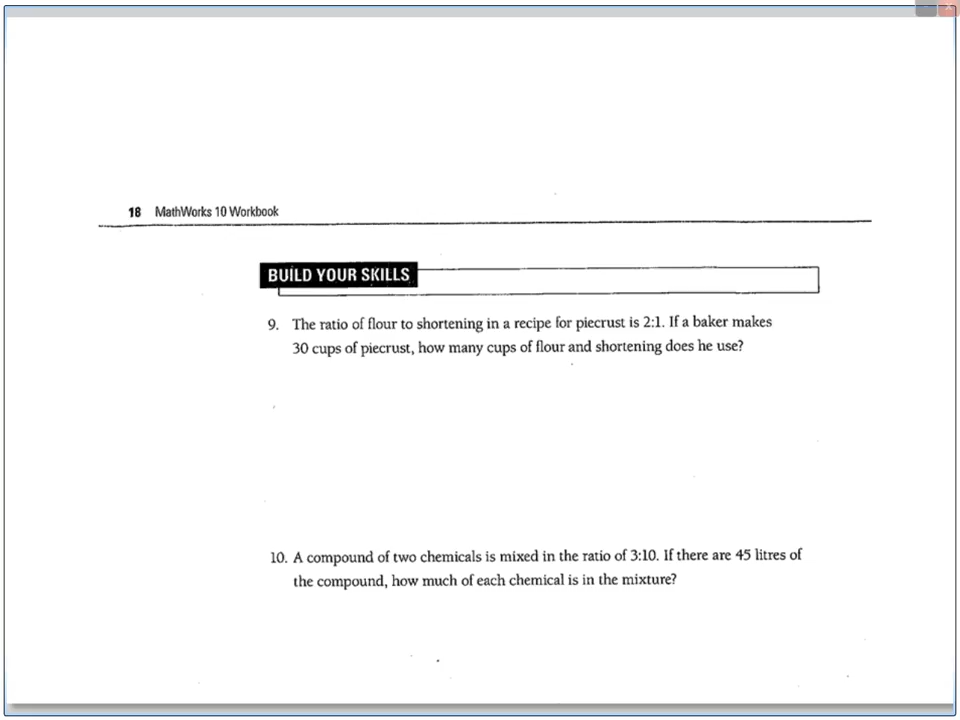 18 MathWorks 10 Workbook
BUILD YOUR SKILLS
9. The ratio of flour to shortening in a recipe for piecrust is 2:1. If a baker makes
30 cups of piecrust, how many cups of flour and shortening does he use?
10. A compound of two chemicals is mixed in the ratio of 3:10. If there are 45 litres of
the compound, how much of each chemical is in the mixture?